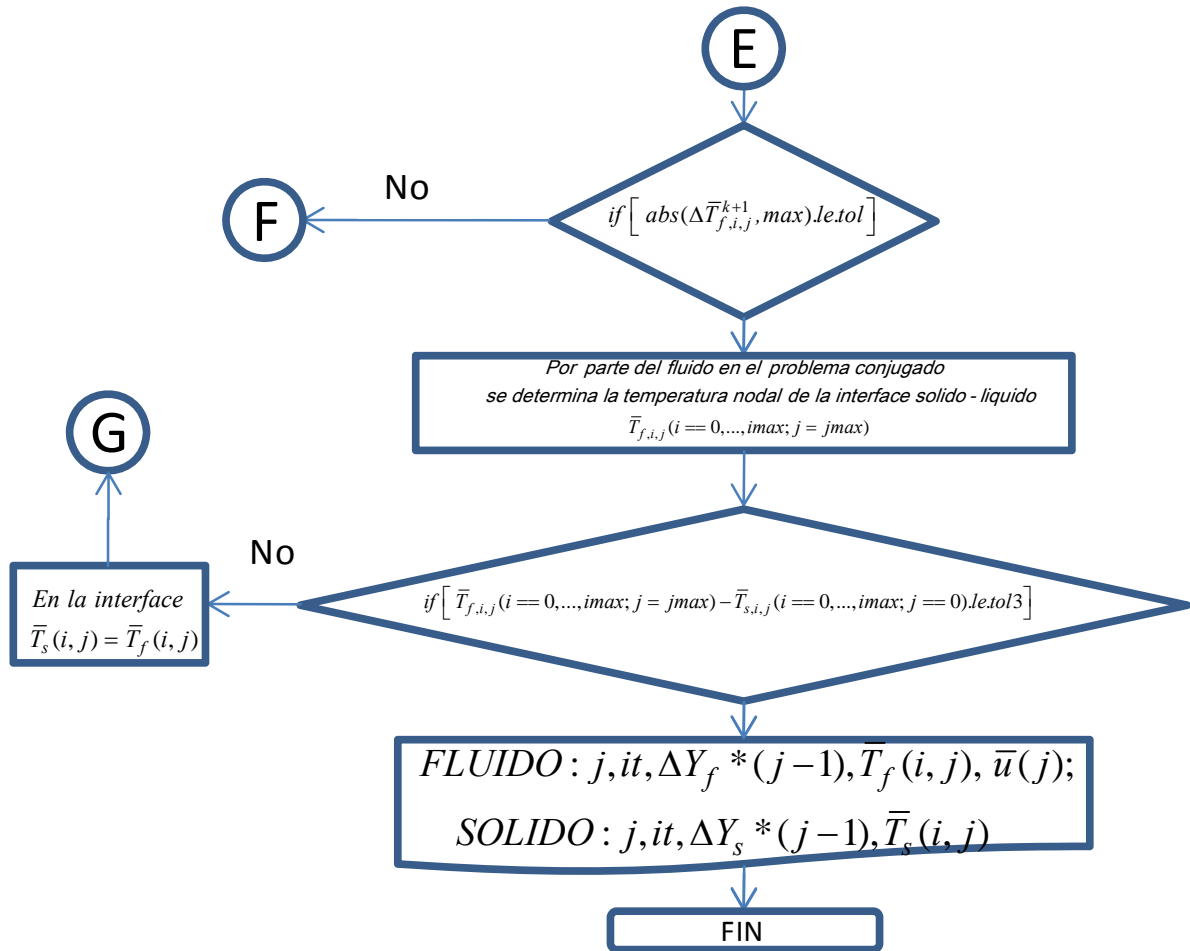 E
No
F
if [ abs(ΔT̅_{f,i,j}^{k+1}, max).le.tol ]
Por parte del fluido en el problema conjugado
se determina la temperatura nodal de la interface solido - liquido
T̅_{f,i,j}(i == 0,...,imax; j = jmax)
G
No
En la interface
T̅_s(i, j) = T̅_f(i, j)
if [ T̅_{f,i,j}(i == 0,...,imax; j = jmax) − T̅_{s,i,j}(i == 0,...,imax; j == 0).le.tol3 ]
FLUIDO : j, it, ΔY_f * (j −1), T̅_f(i, j), u̅(j);
SOLIDO : j, it, ΔY_s * (j −1), T̅_s(i, j)
FIN